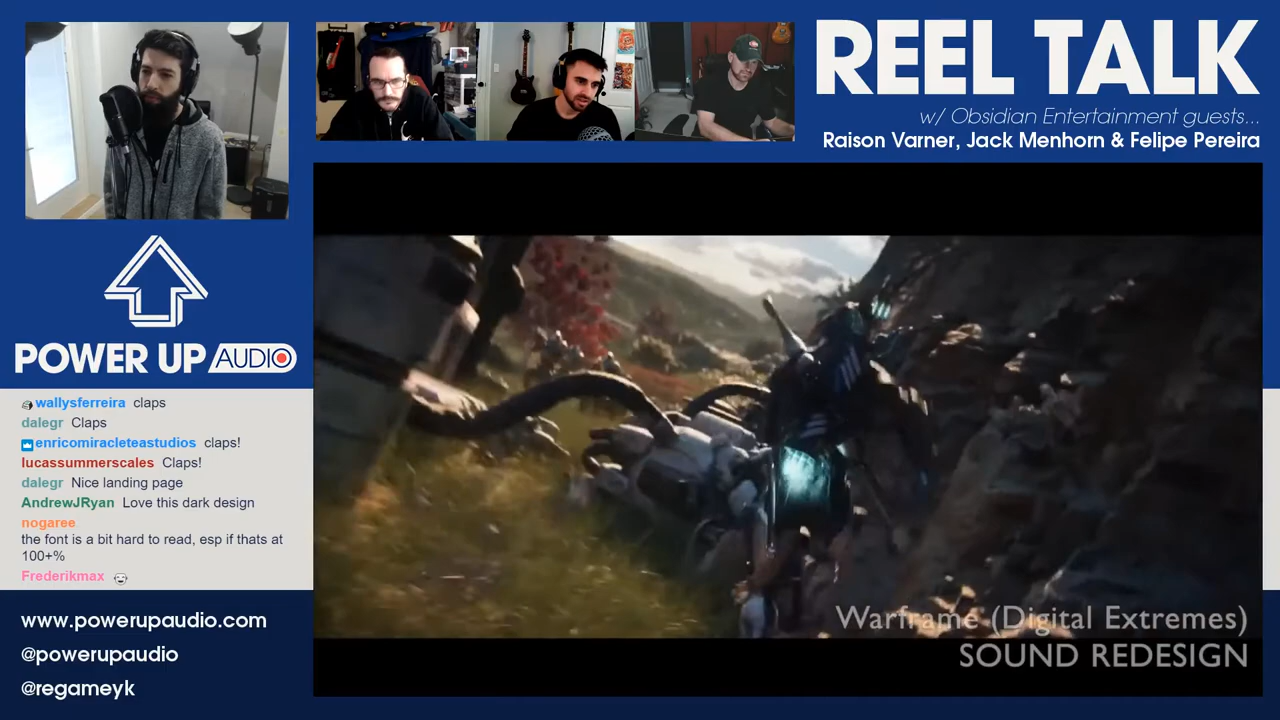 REEL TALK
w/ Obsidian Entertainment guests...
Raison Varner, Jack Menhorn & Felipe Pereira
POWER UP AUDIO
wallysferreira claps
dalegr Claps
enricomiracleteastudios claps!
lucassummerscales Claps!
dalegr Nice landing page
AndrewJRyan Love this dark design
nogaree
the font is a bit hard to read, esp if thats at
100+%
Frederikmax
www.powerupaudio.com
@powerupaudio
@regameyk
Warframe (Digital Extremes)
SOUND REDESIGN